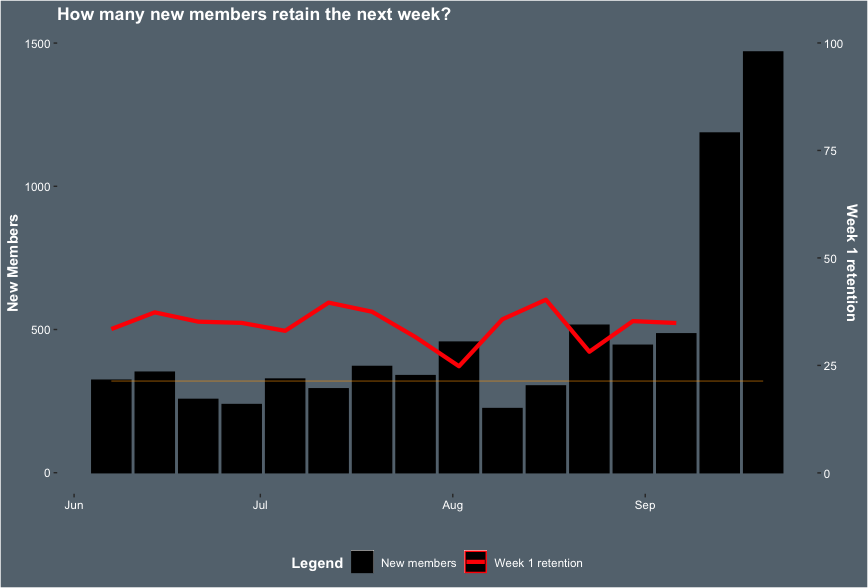 How many new members retain the next week?
1500
1000
500
0
New Members
100
75
50
25
0
Week 1 retention
Jun
Jul
Aug
Sep
Legend
New members
Week 1 retention